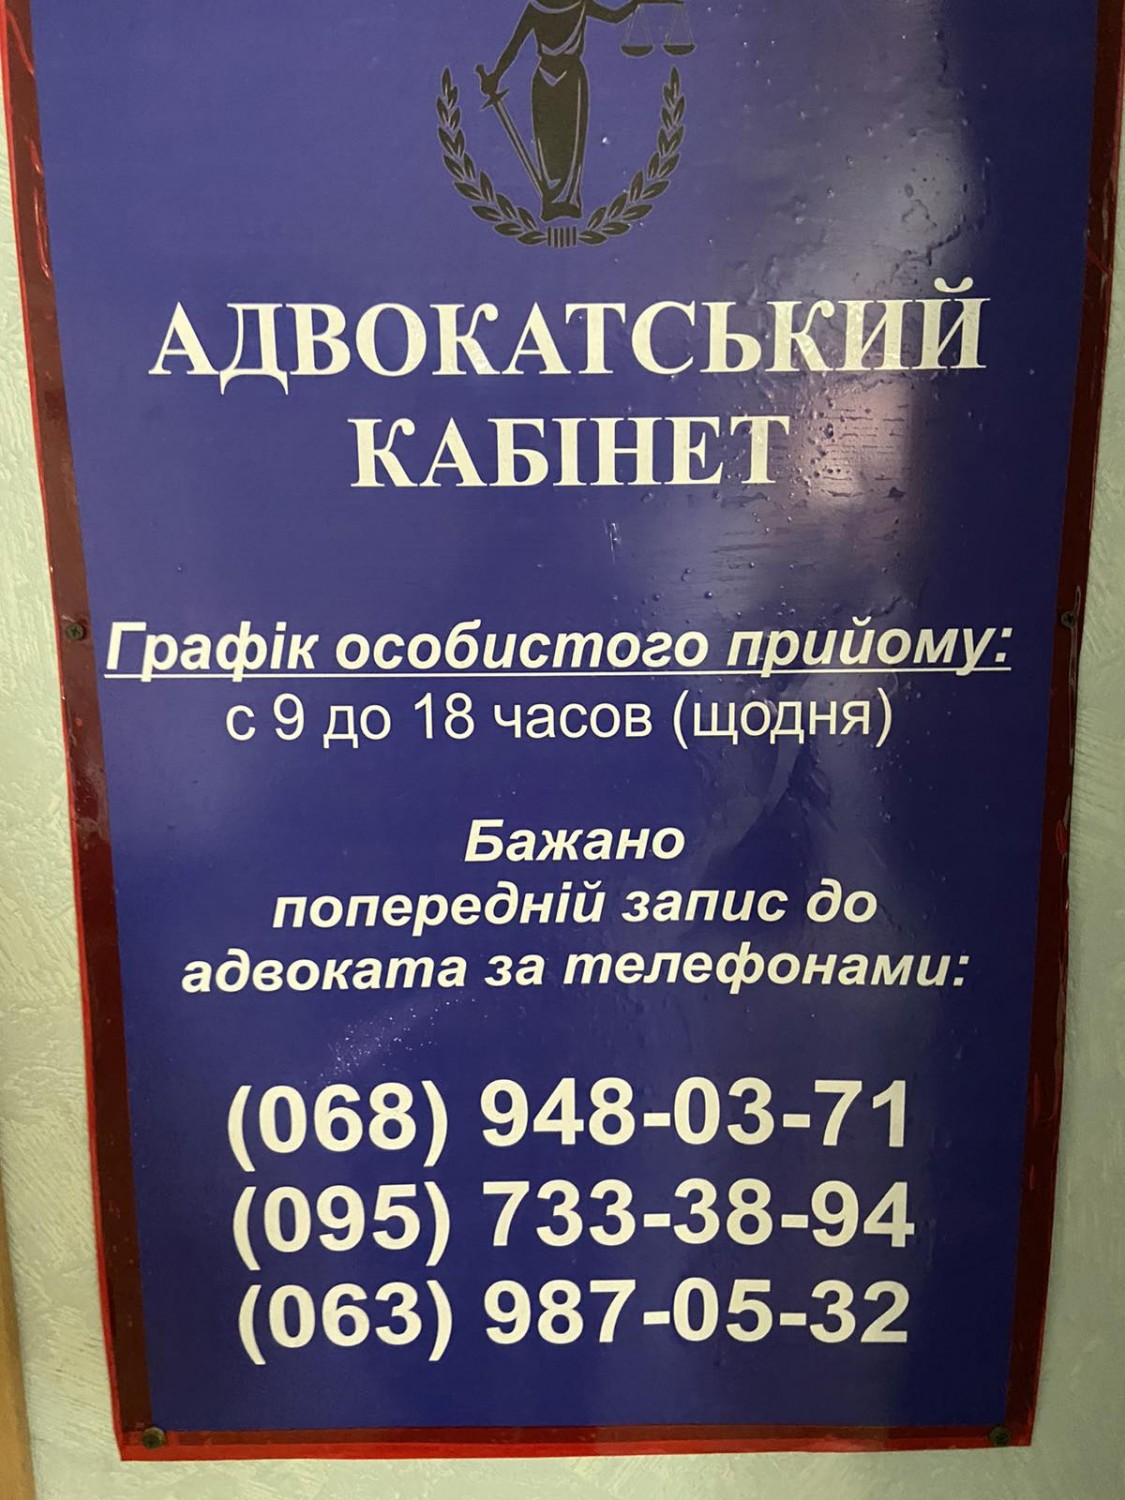 АДВОКАТСЬКИЙ
КАБІНЕТ
Графік особистого прийому:
с 9 до 18 часов (щодня)
Бажано
попередній запис до
адвоката за телефонами:
(068) 948-03-71
(095) 733-38-94
(063) 987-05-32